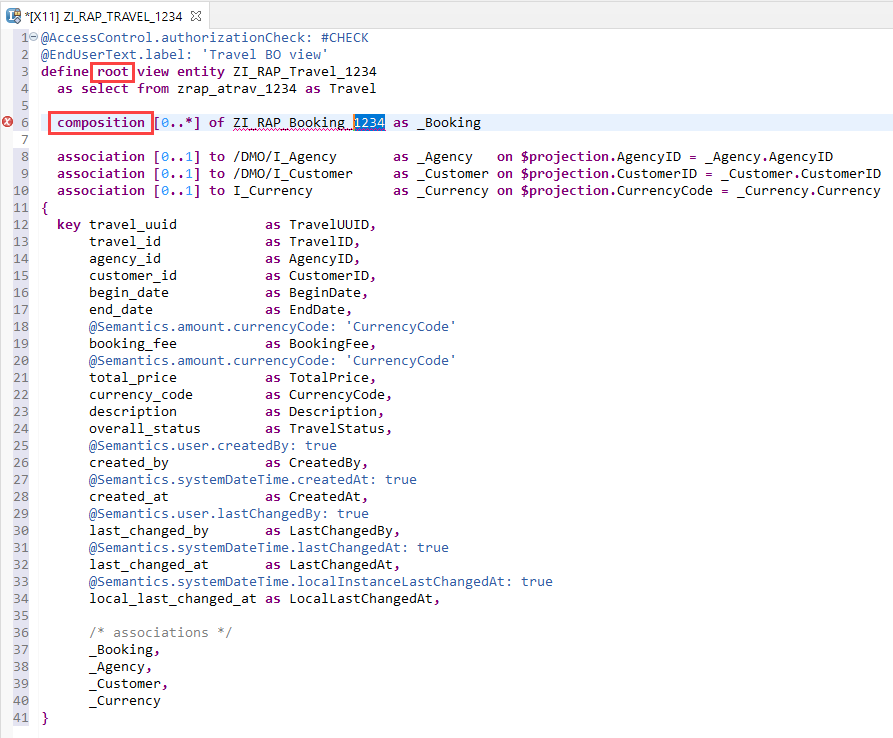 *[X11] ZI_RAP_TRAVEL_1234
1 @AccessControl.authorizationCheck: #CHECK
2 @EndUserText.label: 'Travel BO view'
3 define root view entity ZI_RAP_Travel_1234
4   as select from zrap_atrav_1234 as Travel
5
6   composition [0..*] of ZI_RAP_Booking_1234 as _Booking
7
8   association [0..1] to /DMO/I_Agency       as _Agency   on $projection.AgencyID = _Agency.AgencyID
9   association [0..1] to /DMO/I_Customer     as _Customer on $projection.CustomerID = _Customer.CustomerID
10   association [0..1] to I_Currency          as _Currency on $projection.CurrencyCode = _Currency.Currency
11 {
12   key travel_uuid           as TravelUUID,
13       travel_id             as TravelID,
14       agency_id             as AgencyID,
15       customer_id           as CustomerID,
16       begin_date            as BeginDate,
17       end_date              as EndDate,
18       @Semantics.amount.currencyCode: 'CurrencyCode'
19       booking_fee           as BookingFee,
20       @Semantics.amount.currencyCode: 'CurrencyCode'
21       total_price           as TotalPrice,
22       currency_code         as CurrencyCode,
23       description           as Description,
24       overall_status        as TravelStatus,
25       @Semantics.user.createdBy: true
26       created_by            as CreatedBy,
27       @Semantics.systemDateTime.createdAt: true
28       created_at            as CreatedAt,
29       @Semantics.user.lastChangedBy: true
30       last_changed_by       as LastChangedBy,
31       @Semantics.systemDateTime.lastChangedAt: true
32       last_changed_at       as LastChangedAt,
33       @Semantics.systemDateTime.localInstanceLastChangedAt: true
34       local_last_changed_at as LocalLastChangedAt,
35
36       /* associations */
37       _Booking,
38       _Agency,
39       _Customer,
40       _Currency
41 }